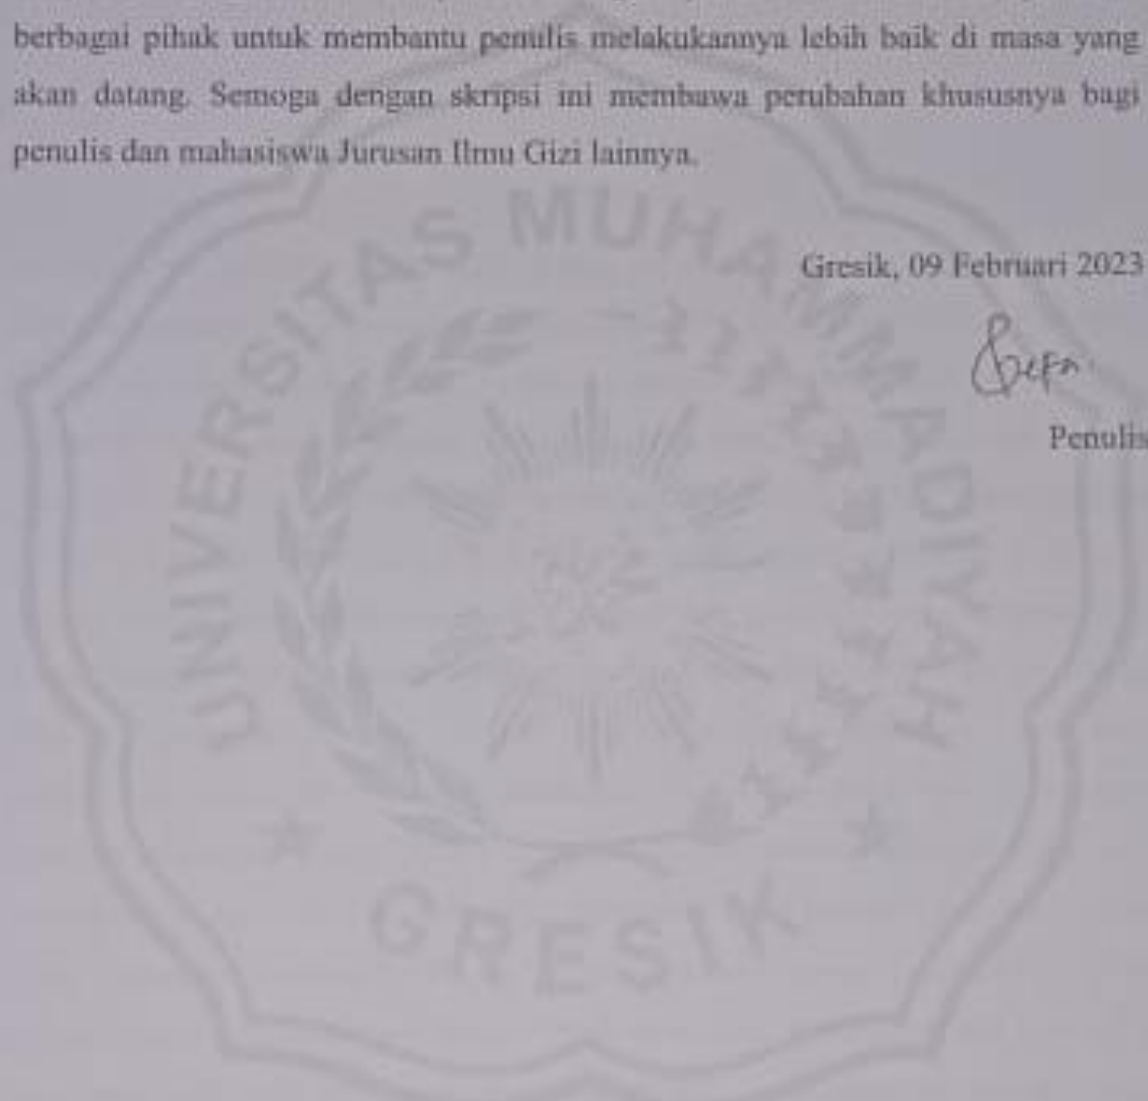 berbagai pihak untuk membantu penulis melakukannya lebih baik di masa yang
akan datang. Semoga dengan skripsi ini membawa perubahan khususnya bagi
penulis dan mahasiswa Jurusan Ilmu Gizi lainnya.
UNIVERSITAS MUHAMMADIYAH
Gresik, 09 Februari 2023
Penulis
GRESIK